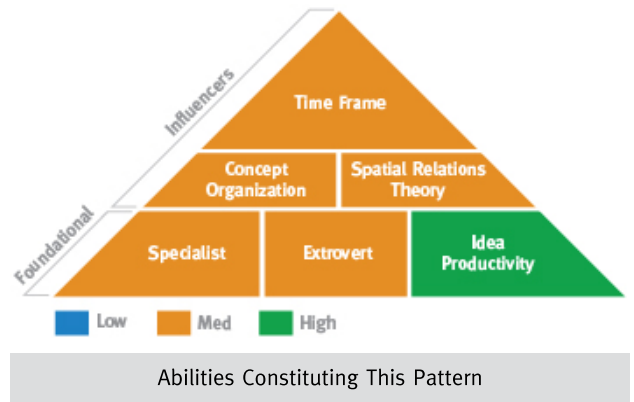 Influencers
Time Frame
Concept
Organization
Spatial Relations
Theory
Foundational
Specialist
Extrovert
Idea
Productivity
Low
Med
High
Abilities Constituting This Pattern